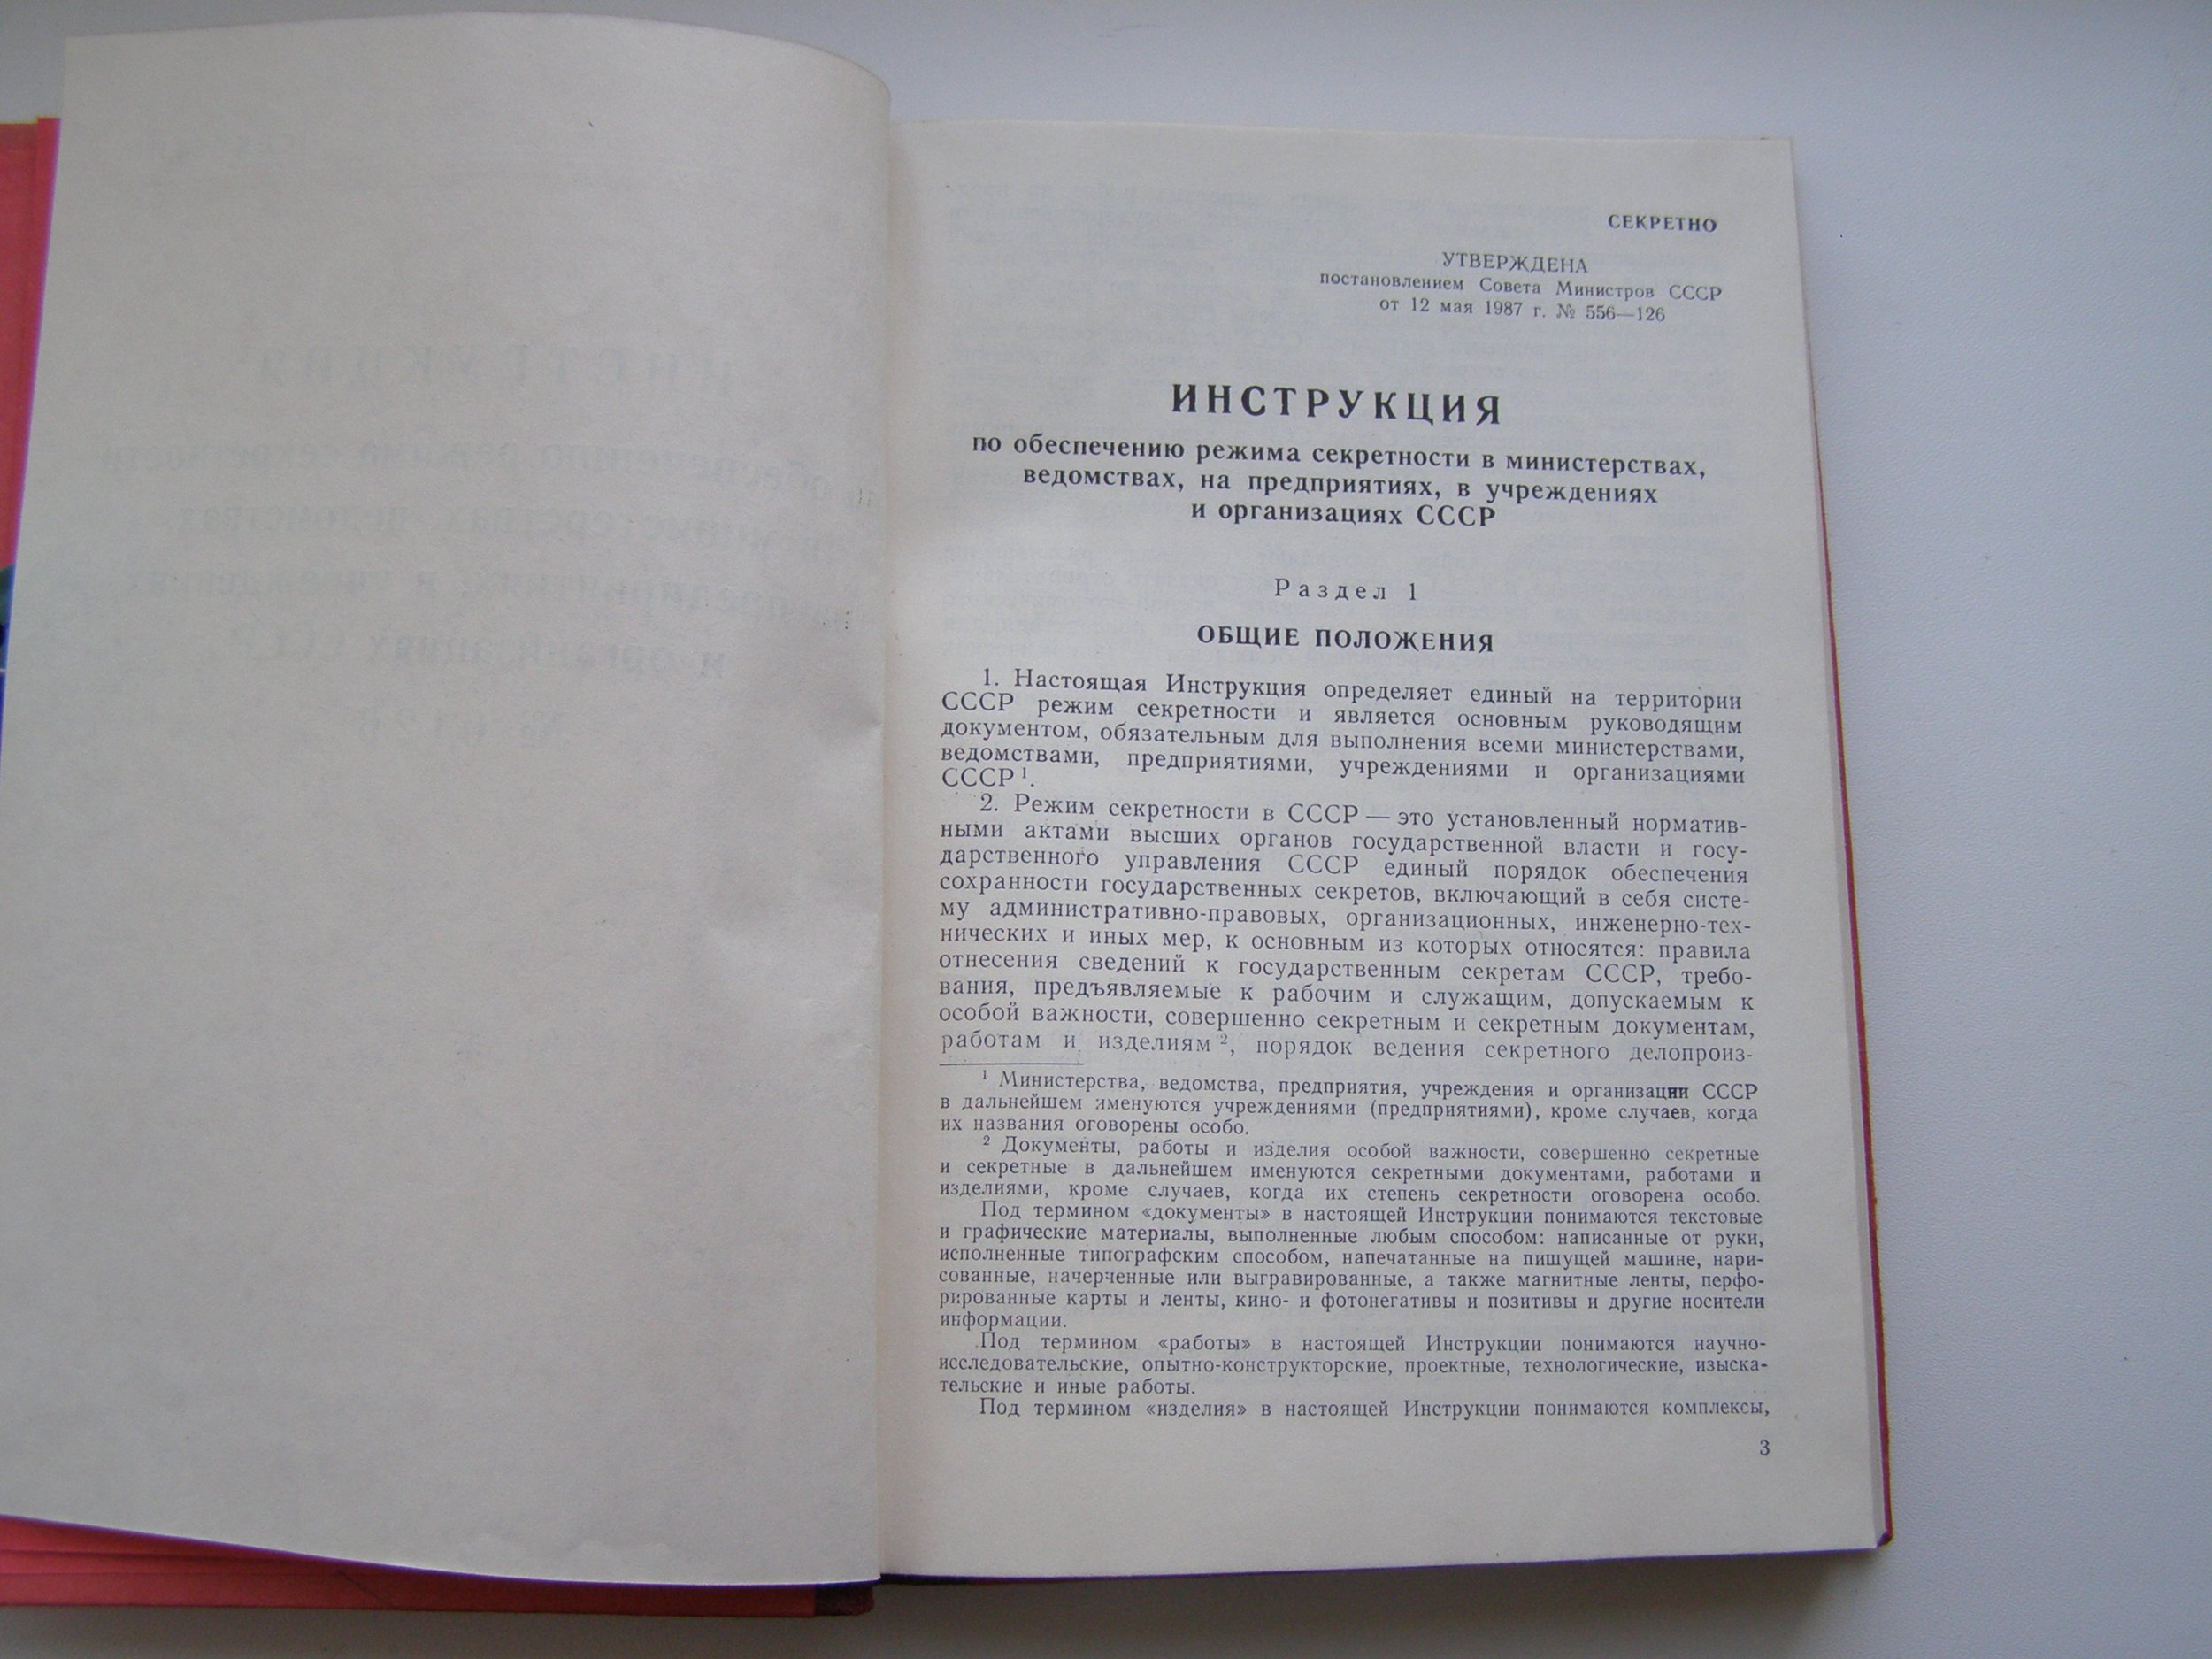 СЕКРЕТНО
УТВЕРЖДЕНА
постановлением Совета Министров СССР
от 12 мая 1987 г. № 556—126
ИНСТРУКЦИЯ
по обеспечению режима секретности в министерствах,
ведомствах, на предприятиях, в учреждениях
и организациях СССР
Раздел 1
ОБЩИЕ ПОЛОЖЕНИЯ
1. Настоящая Инструкция определяет единый на территории
СССР режим секретности и является основным руководящим
документом, обязательным для выполнения всеми министерствами,
ведомствами, предприятиями, учреждениями и организациями
СССР 1.
2. Режим секретности в СССР — это установленный норматив-
ными актами высших органов государственной власти и госу-
дарственного управления СССР единый порядок обеспечения
сохранности государственных секретов, включающий в себя систе-
му административно-правовых, организационных, инженерно-тех-
нических и иных мер, к основным из которых относятся: правила
отнесения сведений к государственным секретам СССР, требо-
вания, предъявляемые к рабочим и служащим, допускаемым к
особой важности, совершенно секретным и секретным документам,
работам и изделиям 2, порядок ведения секретного делопроиз-
1 Министерства, ведомства, предприятия, учреждения и организации СССР
в дальнейшем именуются учреждениями (предприятиями), кроме случаев, когда
их названия оговорены особо.
2 Документы, работы и изделия особой важности, совершенно секретные
и секретные в дальнейшем именуются секретными документами, работами и
изделиями, кроме случаев, когда их степень секретности оговорена особо.
Под термином «документы» в настоящей Инструкции понимаются текстовые
и графические материалы, выполненные любым способом: написанные от руки,
исполненные типографским способом, напечатанные на пишущей машине, нари-
сованные, начерченные или выгравированные, а также магнитные ленты, перфо-
рированные карты и ленты, кино- и фотонегативы и позитивы и другие носители
информации.
Под термином «работы» в настоящей Инструкции понимаются научно-
исследовательские, опытно-конструкторские, проектные, технологические, изыска-
тельские и иные работы.
Под термином «изделия» в настоящей Инструкции понимаются комплексы,
3